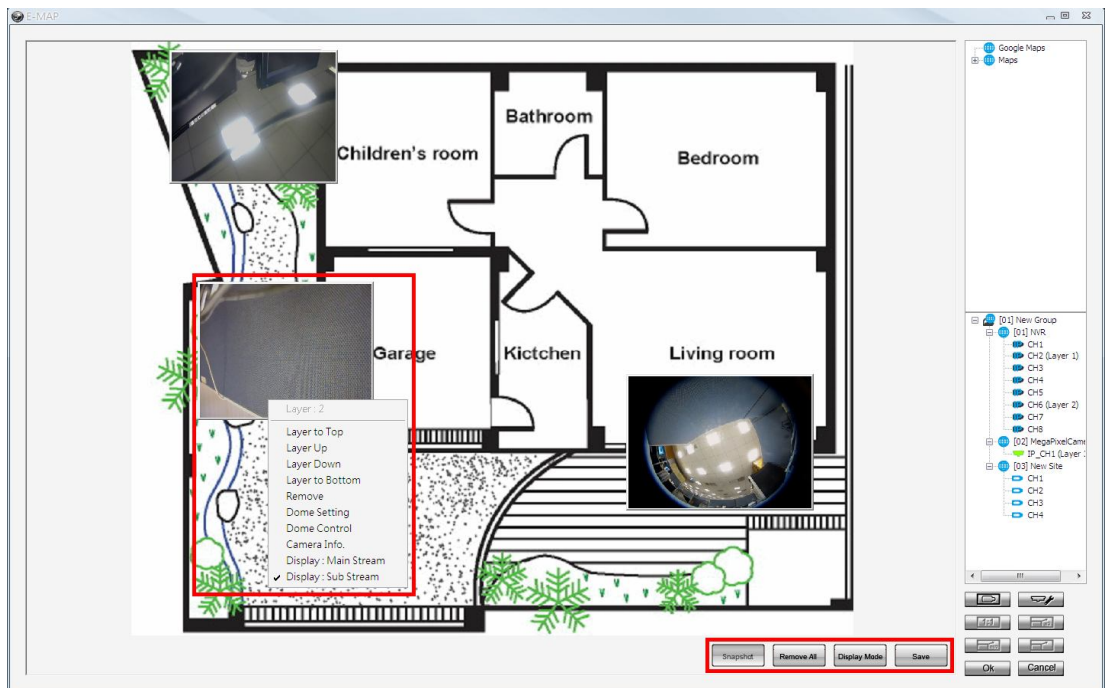 E-MAP
Google Maps
Maps
Bathroom
Children's room
Bedroom
Garage
Kictchen
Living room
Layer : 2
Layer to Top
Layer Up
Layer Down
Layer to Bottom
Remove
Dome Setting
Dome Control
Camera Info.
Display : Main Stream
Display : Sub Stream
[01] New Group
[01] NVR
CH1
CH2 (Layer 1)
CH3
CH4
CH5
CH6 (Layer 2)
CH7
CH8
[02] MegaPixelCame
IP_CH1 (Layer
[03] New Site
CH1
CH2
CH3
CH4
Snapshot
Remove All
Display Mode
Save
Ok
Cancel